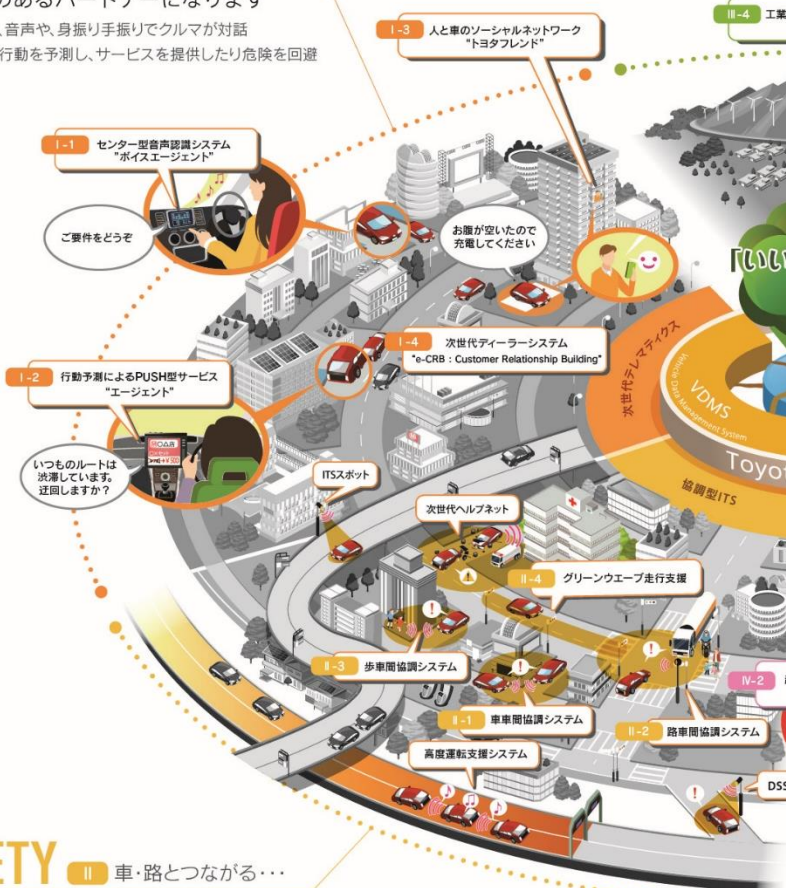 のあるパートナーになります
、音声や、身振り手振りでクルマが対話
行動を予測し、サービスを提供したり危険を回避
I-3 人と車のソーシャルネットワーク
"トヨタフレンド"
III-4 工業
I-1 センター型音声認識システム
"ボイスエージェント"
ご要件をどうぞ
お腹が空いたので
充電してください
「いい
I-4 次世代ディーラーシステム
"e-CRB : Customer Relationship Building"
I-2 行動予測によるPUSH型サービス
"エージェント"
いつものルートは
渋滞しています。
迂回しますか？
次世代テレマティクス
VDMS
Vehicle Data Management System
Toyot
協調型ITS
ITSスポット
次世代ヘルプネット
II-4 グリーンウエーブ走行支援
II-3 歩車間協調システム
II-1 車車間協調システム
II-2 路車間協調システム
IV-2
高度運転支援システム
DSS
ETY II 車・路とつながる・・・